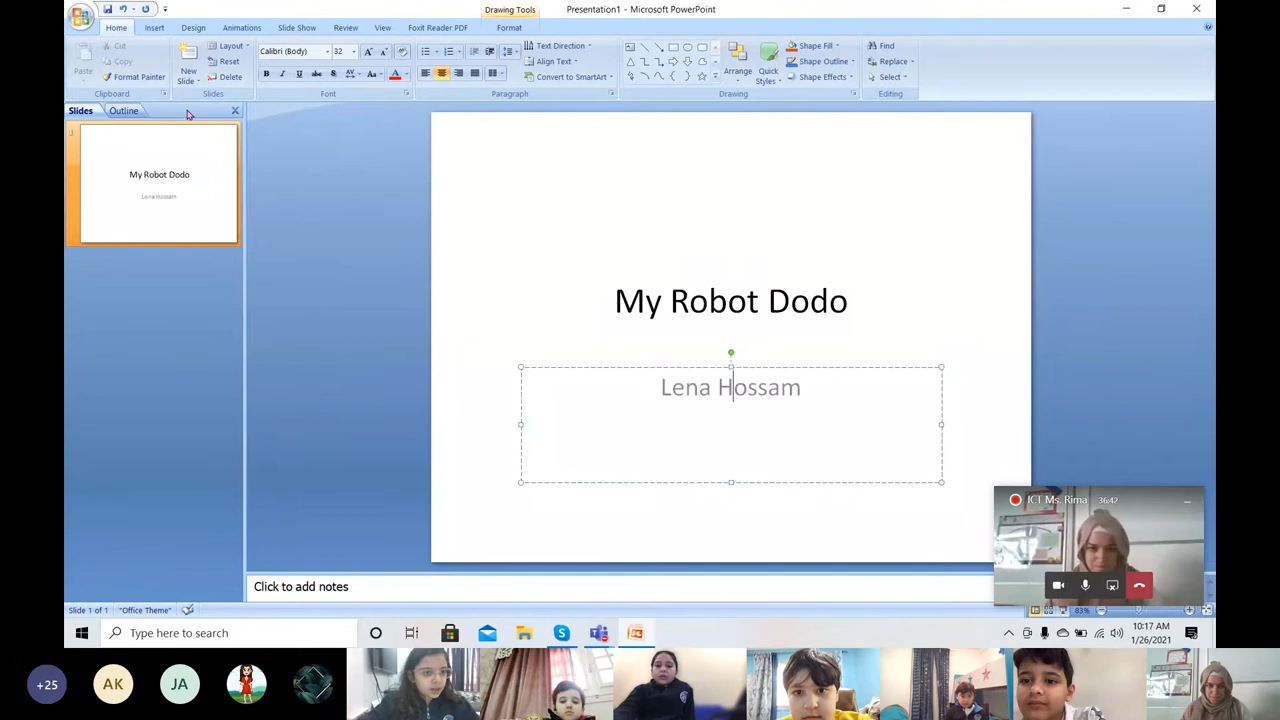 Drawing Tools
Presentation1 - Microsoft PowerPoint
Home
Insert
Design
Animations
Slide Show
Review
View
Foxit Reader PDF
Format
Paste
Cut
Copy
Format Painter
Clipboard
New
Slide
Layout
Reset
Delete
Slides
Calibri (Body)
32
B I U abc S AV Aa A
Font
Text Direction
Align Text
Convert to SmartArt
Paragraph
Arrange
Quick
Styles
Shape Fill
Shape Outline
Shape Effects
Drawing
Find
Replace
Select
Editing
Slides
Outline
1
My Robot Dodo
Lena Hossam
My Robot Dodo
Lena Hossam
ICT Ms. Rima
36:42
Click to add notes
Slide 1 of 1
"Office Theme"
83%
Type here to search
10:17 AM
1/26/2021
+25
AK
JA